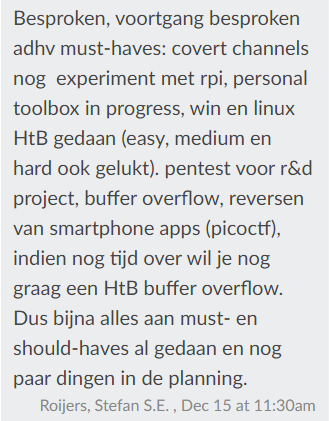 Besproken, voortgang besproken
adhv must-haves: covert channels
nog  experiment met rpi, personal
toolbox in progress, win en linux
HtB gedaan (easy, medium en
hard ook gelukt). pentest voor r&d
project, buffer overflow, reversen
van smartphone apps (picoctf),
indien nog tijd over wil je nog
graag een HtB buffer overflow.
Dus bijna alles aan must- en
should-haves al gedaan en nog
paar dingen in de planning.
Roijers, Stefan S.E. , Dec 15 at 11:30am